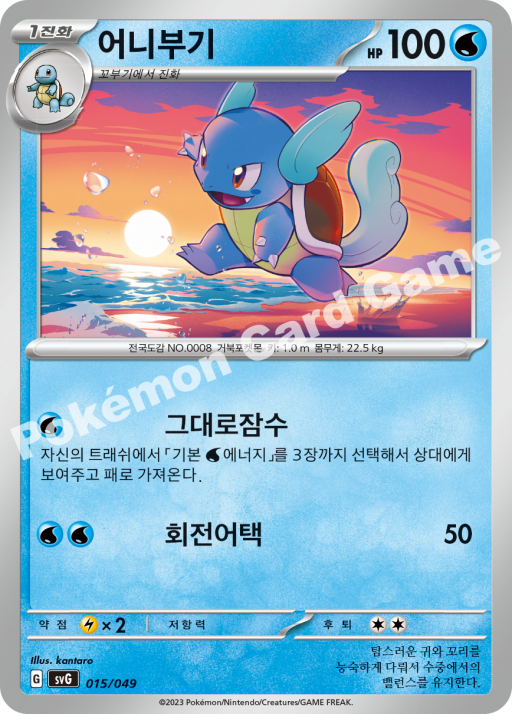 1진화
어니부기
HP 100
꼬부기에서 진화
전국도감 NO.0008 거북포켓몬 키: 1.0 m 몸무게: 22.5 kg
Pokémon Card Game
그대로잠수
자신의 트래쉬에서 「기본 에너지」를 3장까지 선택해서 상대에게
보여주고 패로 가져온다.
회전어택 50
약점 ×2 저항력 후퇴
Illus. kantaro
G svG 015/049
탐스러운 귀와 꼬리를
능숙하게 다뤄서 수중에서의
밸런스를 유지한다.
©2023 Pokémon/Nintendo/Creatures/GAME FREAK.